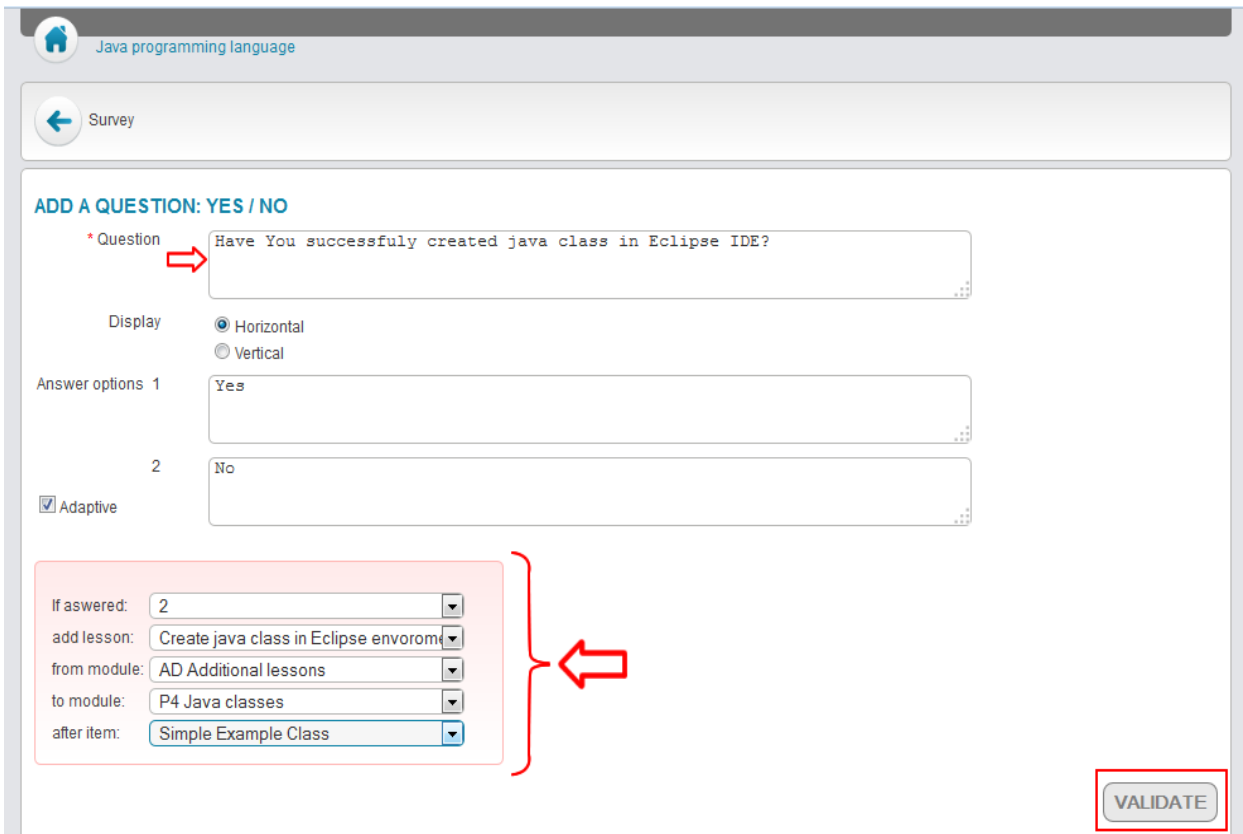 Java programming language
Survey
ADD A QUESTION: YES / NO
* Question
Have You successfuly created java class in Eclipse IDE?
Display
Horizontal
Vertical
Answer options 1
Yes
2
No
Adaptive
If aswered: 2
add lesson: Create java class in Eclipse envorome
from module: AD Additional lessons
to module: P4 Java classes
after item: Simple Example Class
VALIDATE